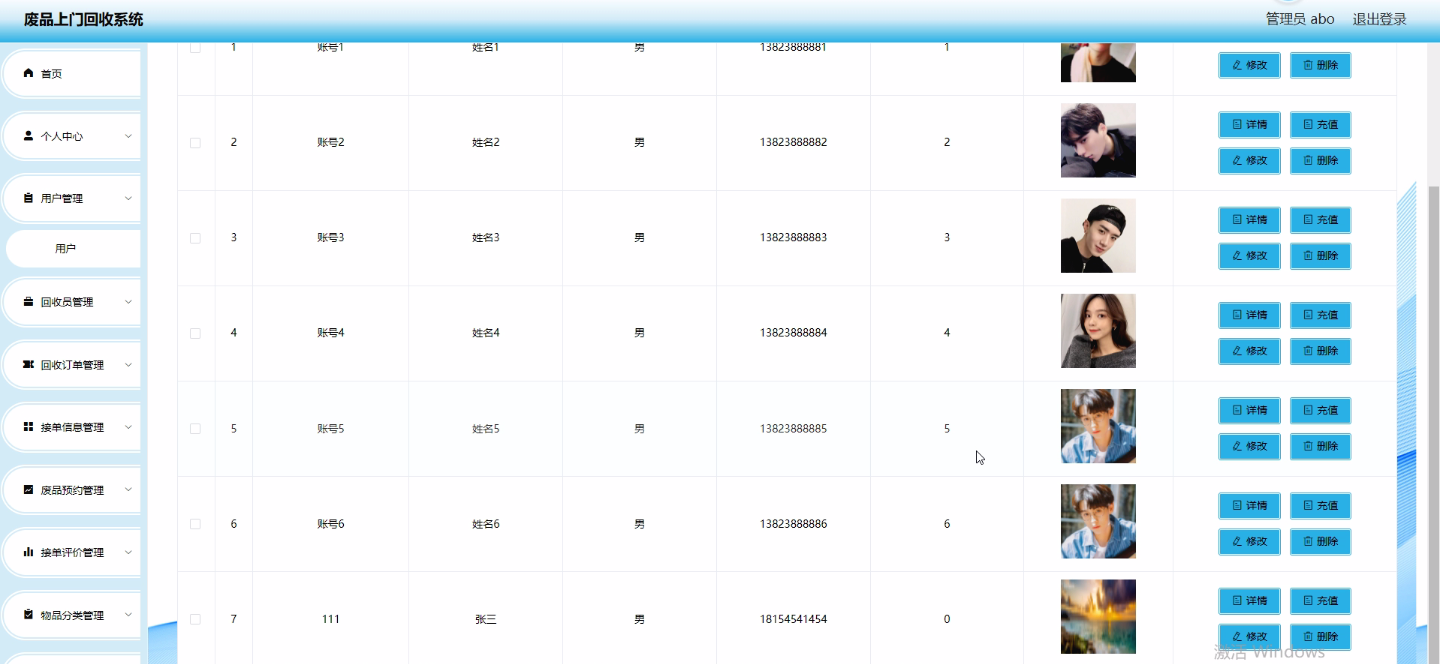 废品上门回收系统 管理员 abo 退出登录
首页
个人中心
用户管理
用户
回收员管理
回收订单管理
接单信息管理
废品预约管理
接单评价管理
物品分类管理
1 账号1 姓名1 男 13823888881 1 修改 删除
2 账号2 姓名2 男 13823888882 2 详情 充值
修改 删除
3 账号3 姓名3 男 13823888883 3 详情 充值
修改 删除
4 账号4 姓名4 男 13823888884 4 详情 充值
修改 删除
5 账号5 姓名5 男 13823888885 5 详情 充值
修改 删除
6 账号6 姓名6 男 13823888886 6 详情 充值
修改 删除
7 111 张三 男 18154541454 0 详情 充值
修改 删除
激活 Windows